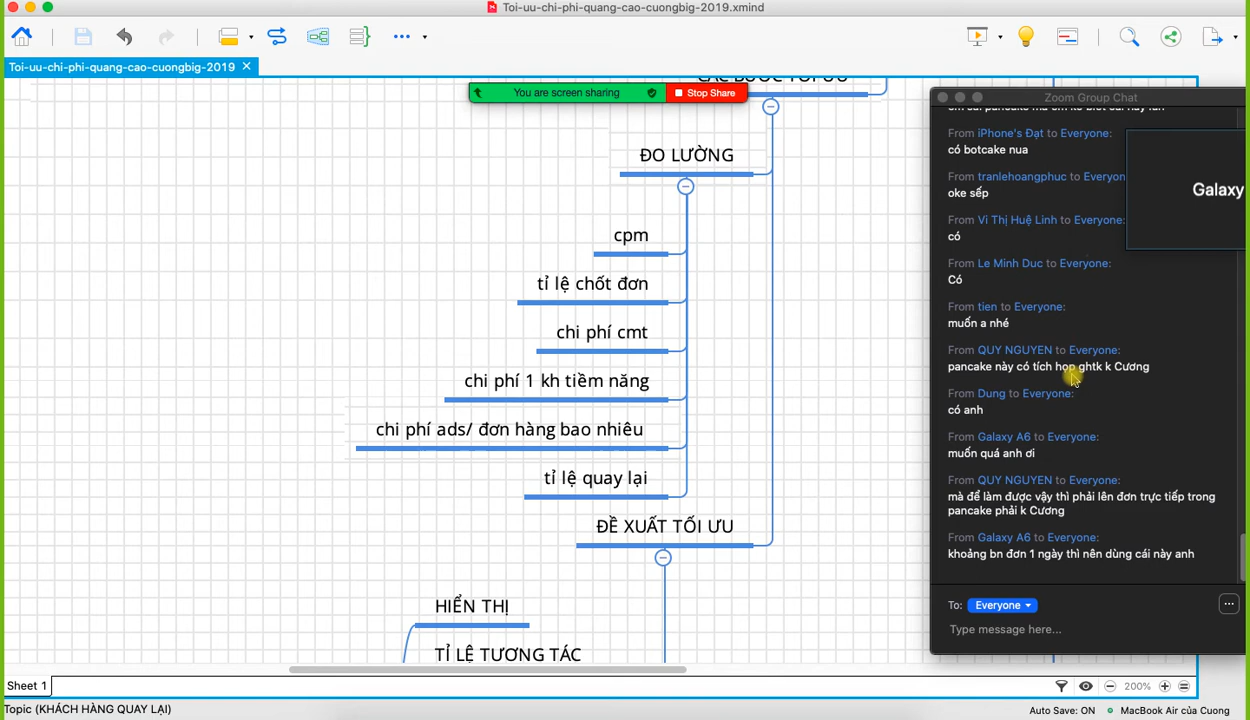 Toi-uu-chi-phi-quang-cao-cuongbig-2019.xmind
Toi-uu-chi-phi-quang-cao-cuongbig-2019
CÁC BƯỚC TỐI ƯU
You are screen sharing
Stop Share
ĐO LƯỜNG
cpm
tỉ lệ chốt đơn
chi phí cmt
chi phí 1 kh tiềm năng
chi phí ads/ đơn hàng bao nhiêu
tỉ lệ quay lại
ĐỀ XUẤT TỐI ƯU
HIỂN THỊ
TỈ LỆ TƯƠNG TÁC
Zoom Group Chat
From iPhone's Đạt to Everyone:
có botcake nua
From tranlehoangphuc to Everyon
oke sếp
From Vi Thị Huệ Linh to Everyone:
có
From Le Minh Duc to Everyone:
Có
From tien to Everyone:
muốn a nhé
From QUY NGUYEN to Everyone:
pancake này có tích hợp ghtk k Cương
From Dung to Everyone:
có anh
From Galaxy A6 to Everyone:
muốn quá anh ơi
From QUY NGUYEN to Everyone:
mà để làm được vậy thì phải lên đơn trực tiếp trong
pancake phải k Cương
From Galaxy A6 to Everyone:
khoảng bn đơn 1 ngày thì nên dùng cái này anh
To: Everyone
Type message here...
Galaxy
Sheet 1
200%
Topic (KHÁCH HÀNG QUAY LẠI)
Auto Save: ON
MacBook Air của Cuong